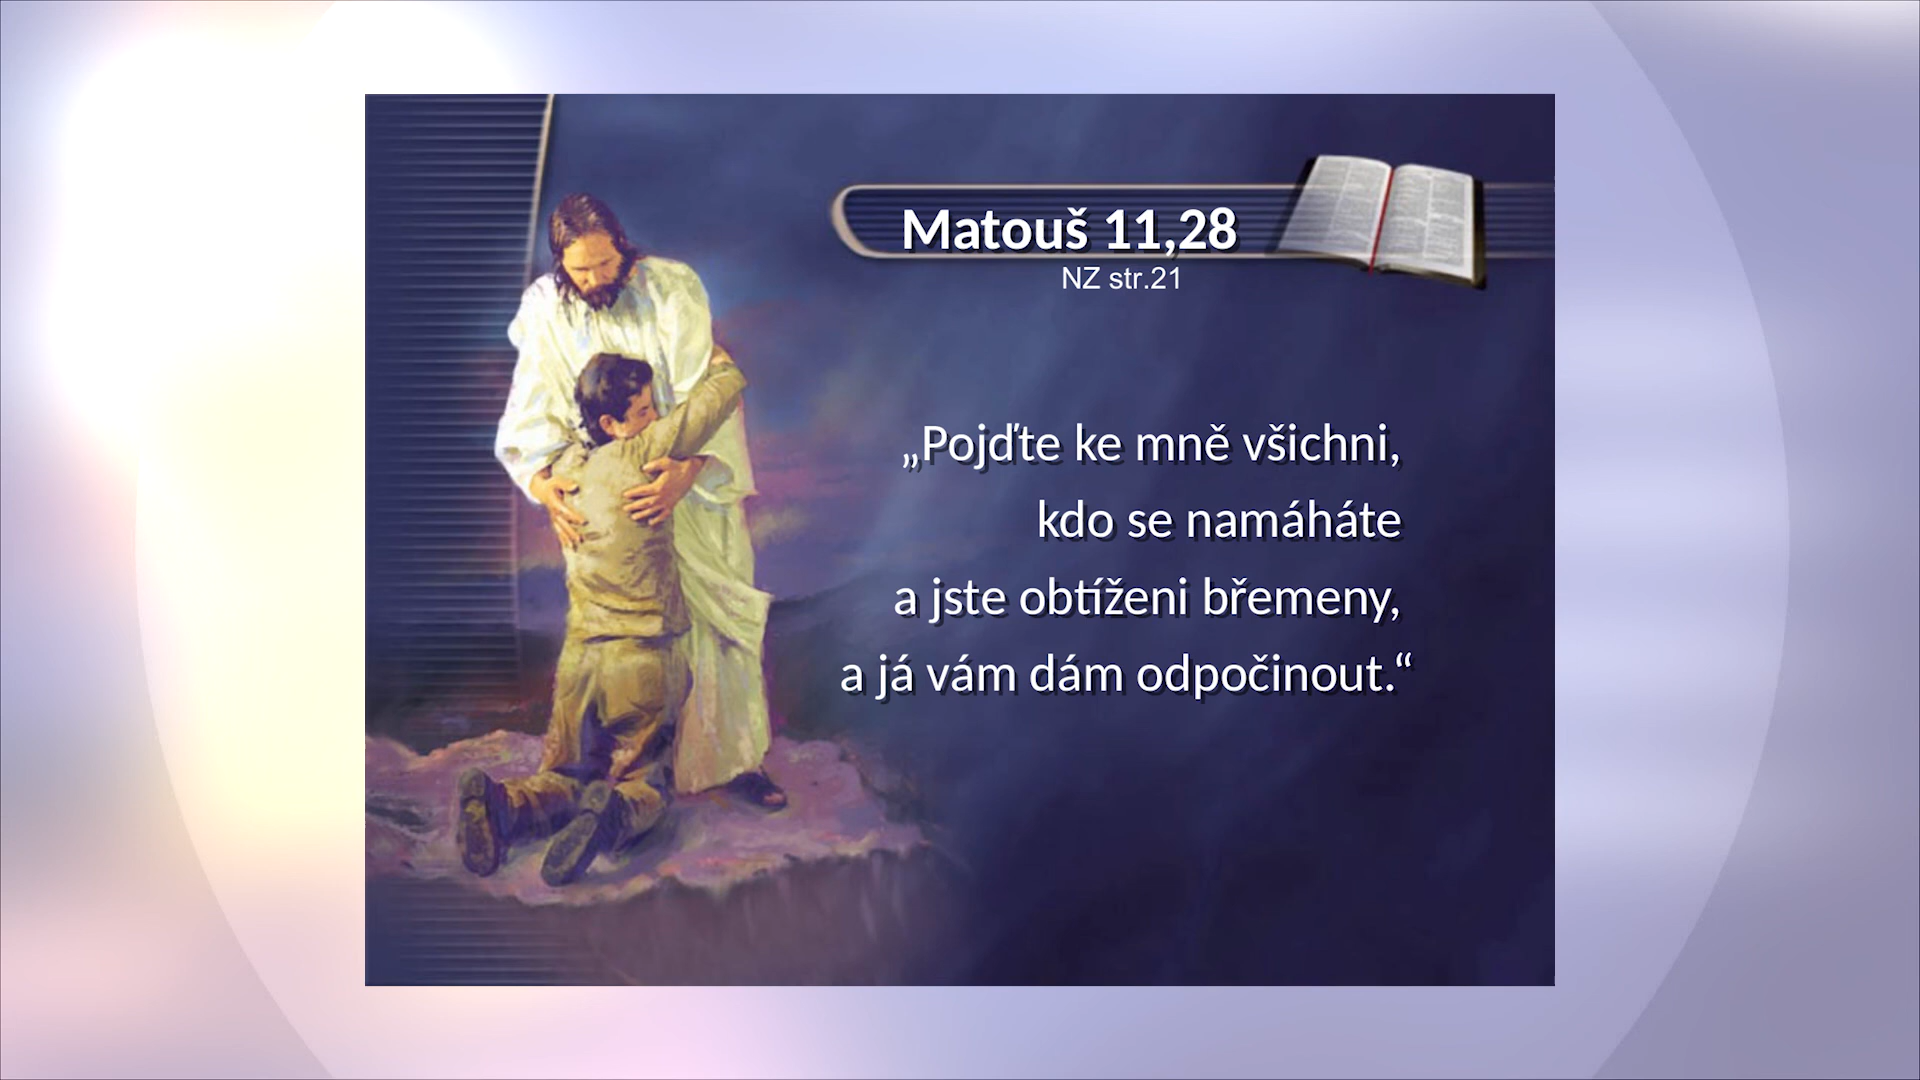 Matouš 11,28
NZ str.21
„Pojďte ke mně všichni,
kdo se namáháte
a jste obtíženi břemeny,
a já vám dám odpočinout.“